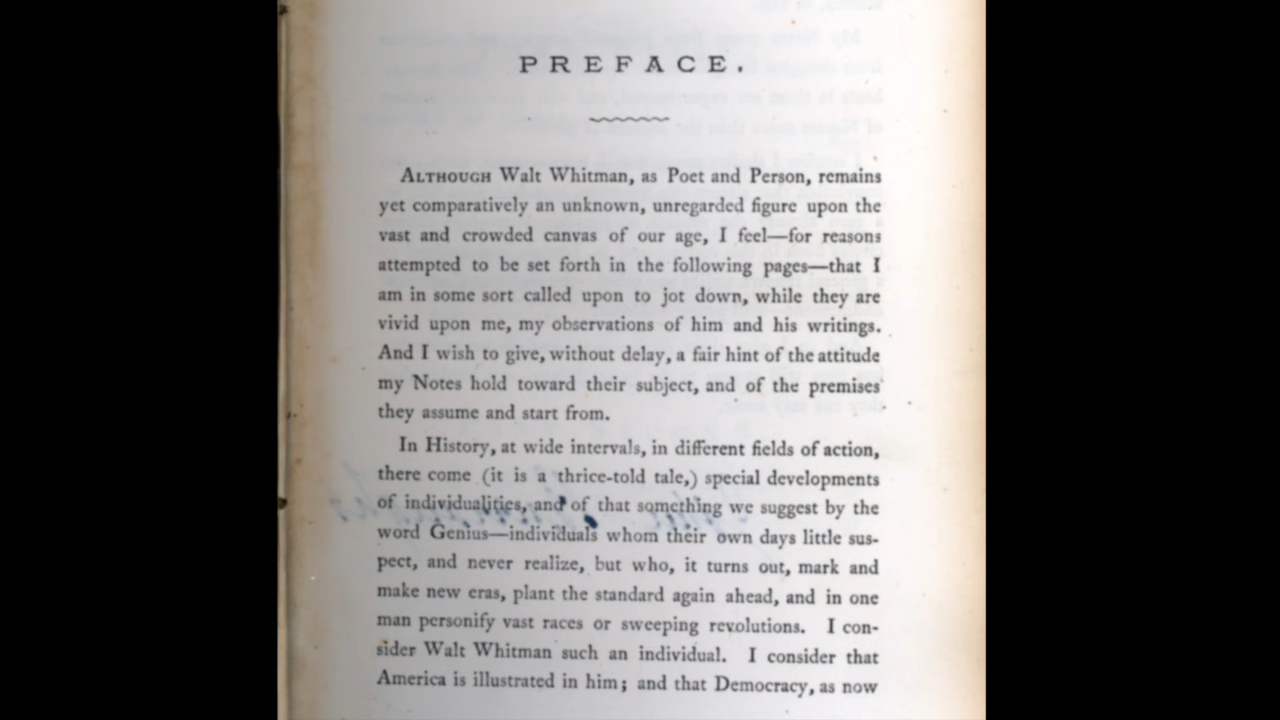 PREFACE.
ALTHOUGH Walt Whitman, as Poet and Person, remains
yet comparatively an unknown, unregarded figure upon the
vast and crowded canvas of our age, I feel—for reasons
attempted to be set forth in the following pages—that I
am in some sort called upon to jot down, while they are
vivid upon me, my observations of him and his writings.
And I wish to give, without delay, a fair hint of the attitude
my Notes hold toward their subject, and of the premises
they assume and start from.
In History, at wide intervals, in different fields of action,
there come (it is a thrice-told tale,) special developments
of individualities, and of that something we suggest by the
word Genius—individuals whom their own days little sus-
pect, and never realize, but who, it turns out, mark and
make new eras, plant the standard again ahead, and in one
man personify vast races or sweeping revolutions. I con-
sider Walt Whitman such an individual. I consider that
America is illustrated in him; and that Democracy, as now